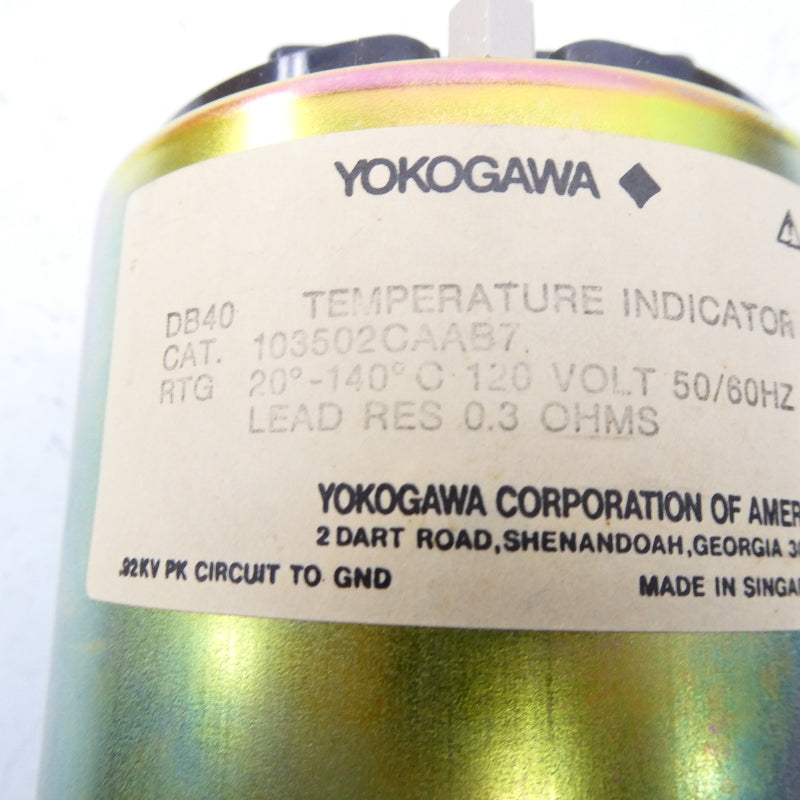 YOKOGAWA
DB40 TEMPERATURE INDICATOR
CAT. 103502CAAB7.
RTG 20°-140°C 120 VOLT 50/60HZ
LEAD RES 0.3 OHMS
YOKOGAWA CORPORATION OF AMER
2 DART ROAD, SHENANDOAH, GEORGIA 3
.92KV PK CIRCUIT TO GND MADE IN SINGA